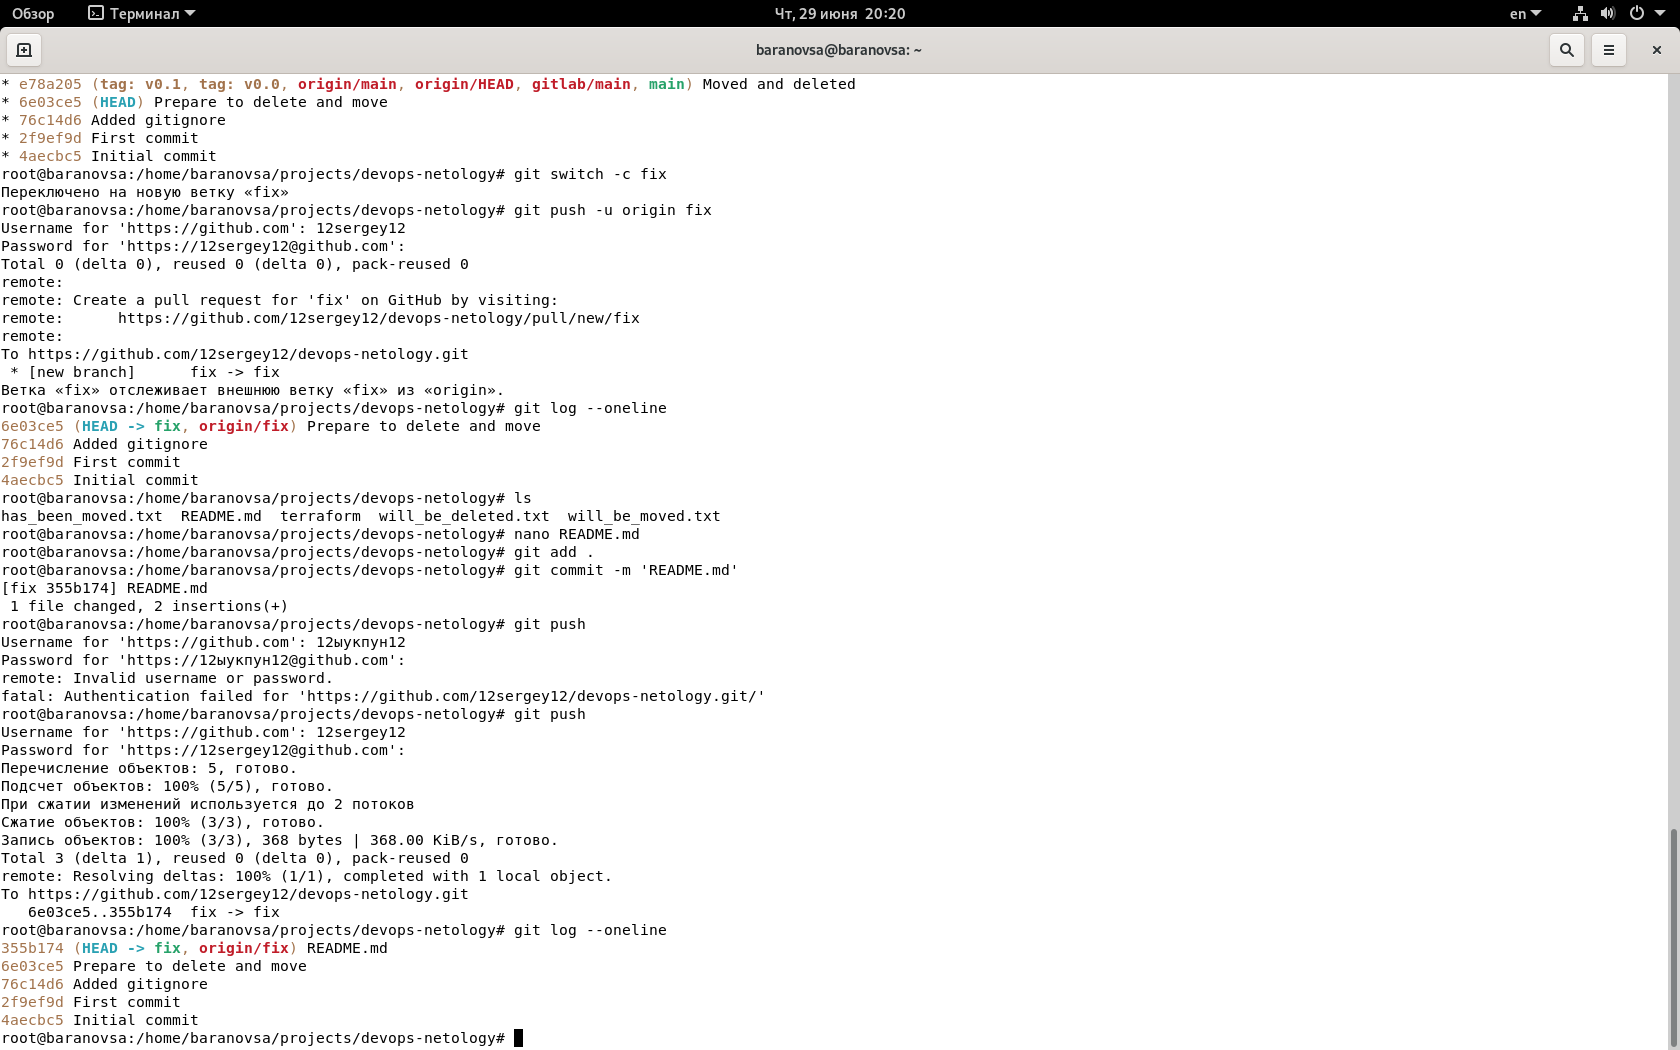 Обзор Терминал Чт, 29 июня 20:20 en
baranovsa@baranovsa: ~
* e78a205 (tag: v0.1, tag: v0.0, origin/main, origin/HEAD, gitlab/main, main) Moved and deleted
* 6e03ce5 (HEAD) Prepare to delete and move
* 76c14d6 Added gitignore
* 2f9ef9d First commit
* 4aecbc5 Initial commit
root@baranovsa:/home/baranovsa/projects/devops-netology# git switch -c fix
Переключено на новую ветку «fix»
root@baranovsa:/home/baranovsa/projects/devops-netology# git push -u origin fix
Username for 'https://github.com': 12sergey12
Password for 'https://12sergey12@github.com':
Total 0 (delta 0), reused 0 (delta 0), pack-reused 0
remote:
remote: Create a pull request for 'fix' on GitHub by visiting:
remote:      https://github.com/12sergey12/devops-netology/pull/new/fix
remote:
To https://github.com/12sergey12/devops-netology.git
 * [new branch]      fix -> fix
Ветка «fix» отслеживает внешнюю ветку «fix» из «origin».
root@baranovsa:/home/baranovsa/projects/devops-netology# git log --oneline
6e03ce5 (HEAD -> fix, origin/fix) Prepare to delete and move
76c14d6 Added gitignore
2f9ef9d First commit
4aecbc5 Initial commit
root@baranovsa:/home/baranovsa/projects/devops-netology# ls
has_been_moved.txt  README.md  terraform  will_be_deleted.txt  will_be_moved.txt
root@baranovsa:/home/baranovsa/projects/devops-netology# nano README.md
root@baranovsa:/home/baranovsa/projects/devops-netology# git add .
root@baranovsa:/home/baranovsa/projects/devops-netology# git commit -m 'README.md'
[fix 355b174] README.md
 1 file changed, 2 insertions(+)
root@baranovsa:/home/baranovsa/projects/devops-netology# git push
Username for 'https://github.com': 12ыукпун12
Password for 'https://12ыукпун12@github.com':
remote: Invalid username or password.
fatal: Authentication failed for 'https://github.com/12sergey12/devops-netology.git/'
root@baranovsa:/home/baranovsa/projects/devops-netology# git push
Username for 'https://github.com': 12sergey12
Password for 'https://12sergey12@github.com':
Перечисление объектов: 5, готово.
Подсчет объектов: 100% (5/5), готово.
При сжатии изменений используется до 2 потоков
Сжатие объектов: 100% (3/3), готово.
Запись объектов: 100% (3/3), 368 bytes | 368.00 KiB/s, готово.
Total 3 (delta 1), reused 0 (delta 0), pack-reused 0
remote: Resolving deltas: 100% (1/1), completed with 1 local object.
To https://github.com/12sergey12/devops-netology.git
   6e03ce5..355b174  fix -> fix
root@baranovsa:/home/baranovsa/projects/devops-netology# git log --oneline
355b174 (HEAD -> fix, origin/fix) README.md
6e03ce5 Prepare to delete and move
76c14d6 Added gitignore
2f9ef9d First commit
4aecbc5 Initial commit
root@baranovsa:/home/baranovsa/projects/devops-netology#